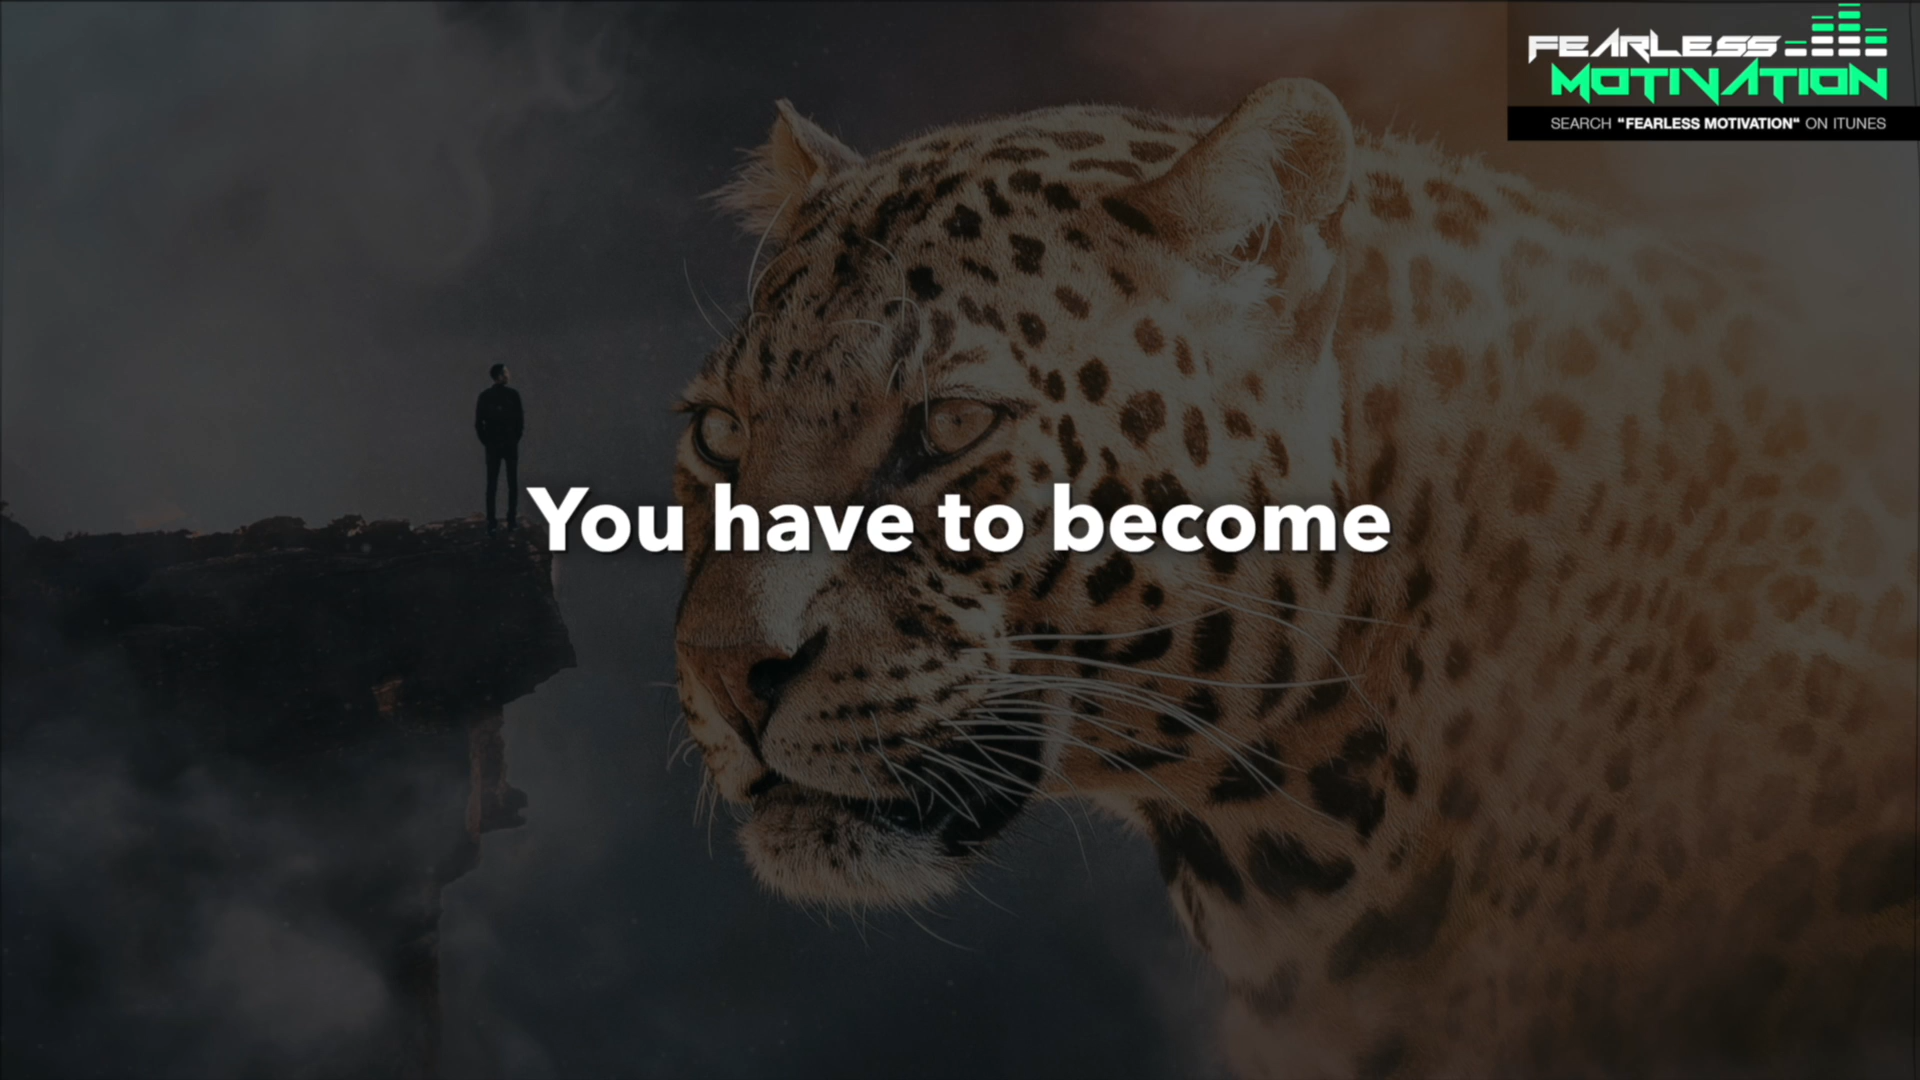 FEARLESS
MOTIVATION
SEARCH "FEARLESS MOTIVATION" ON ITUNES
You have to become